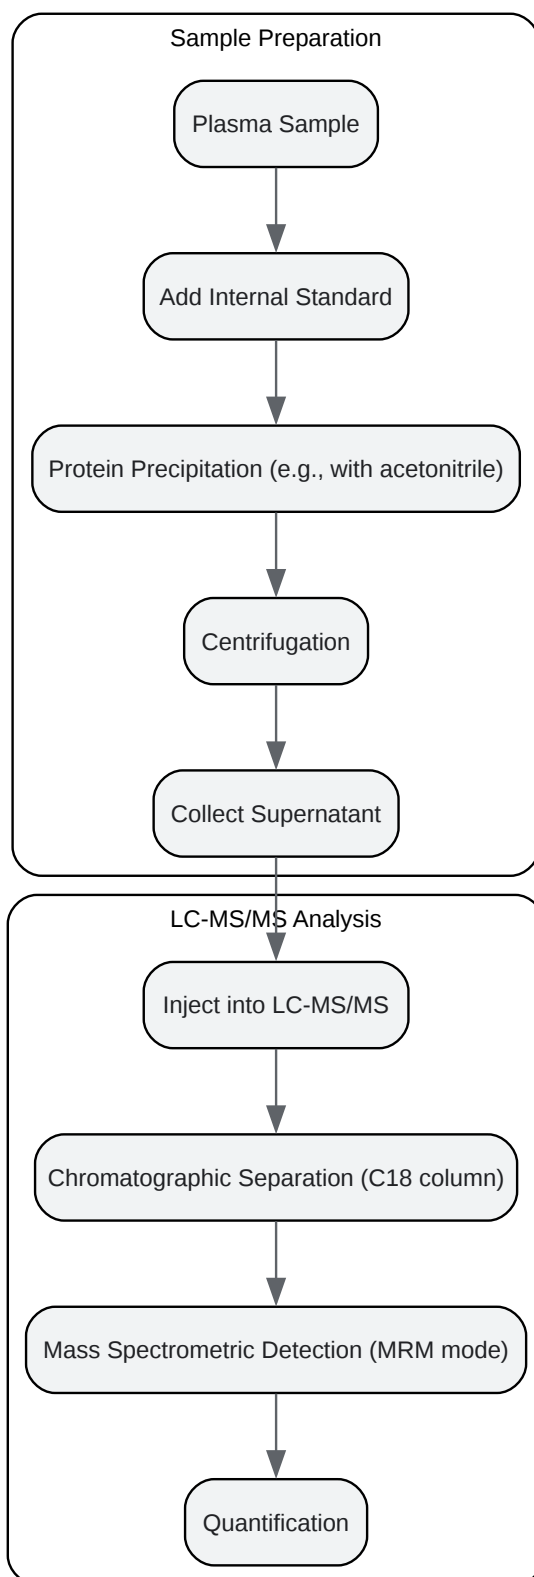 Sample Preparation
Plasma Sample
Add Internal Standard
Protein Precipitation (e.g., with acetonitrile)
Centrifugation
Collect Supernatant
LC-MS/MS Analysis
Inject into LC-MS/MS
Chromatographic Separation (C18 column)
Mass Spectrometric Detection (MRM mode)
Quantification